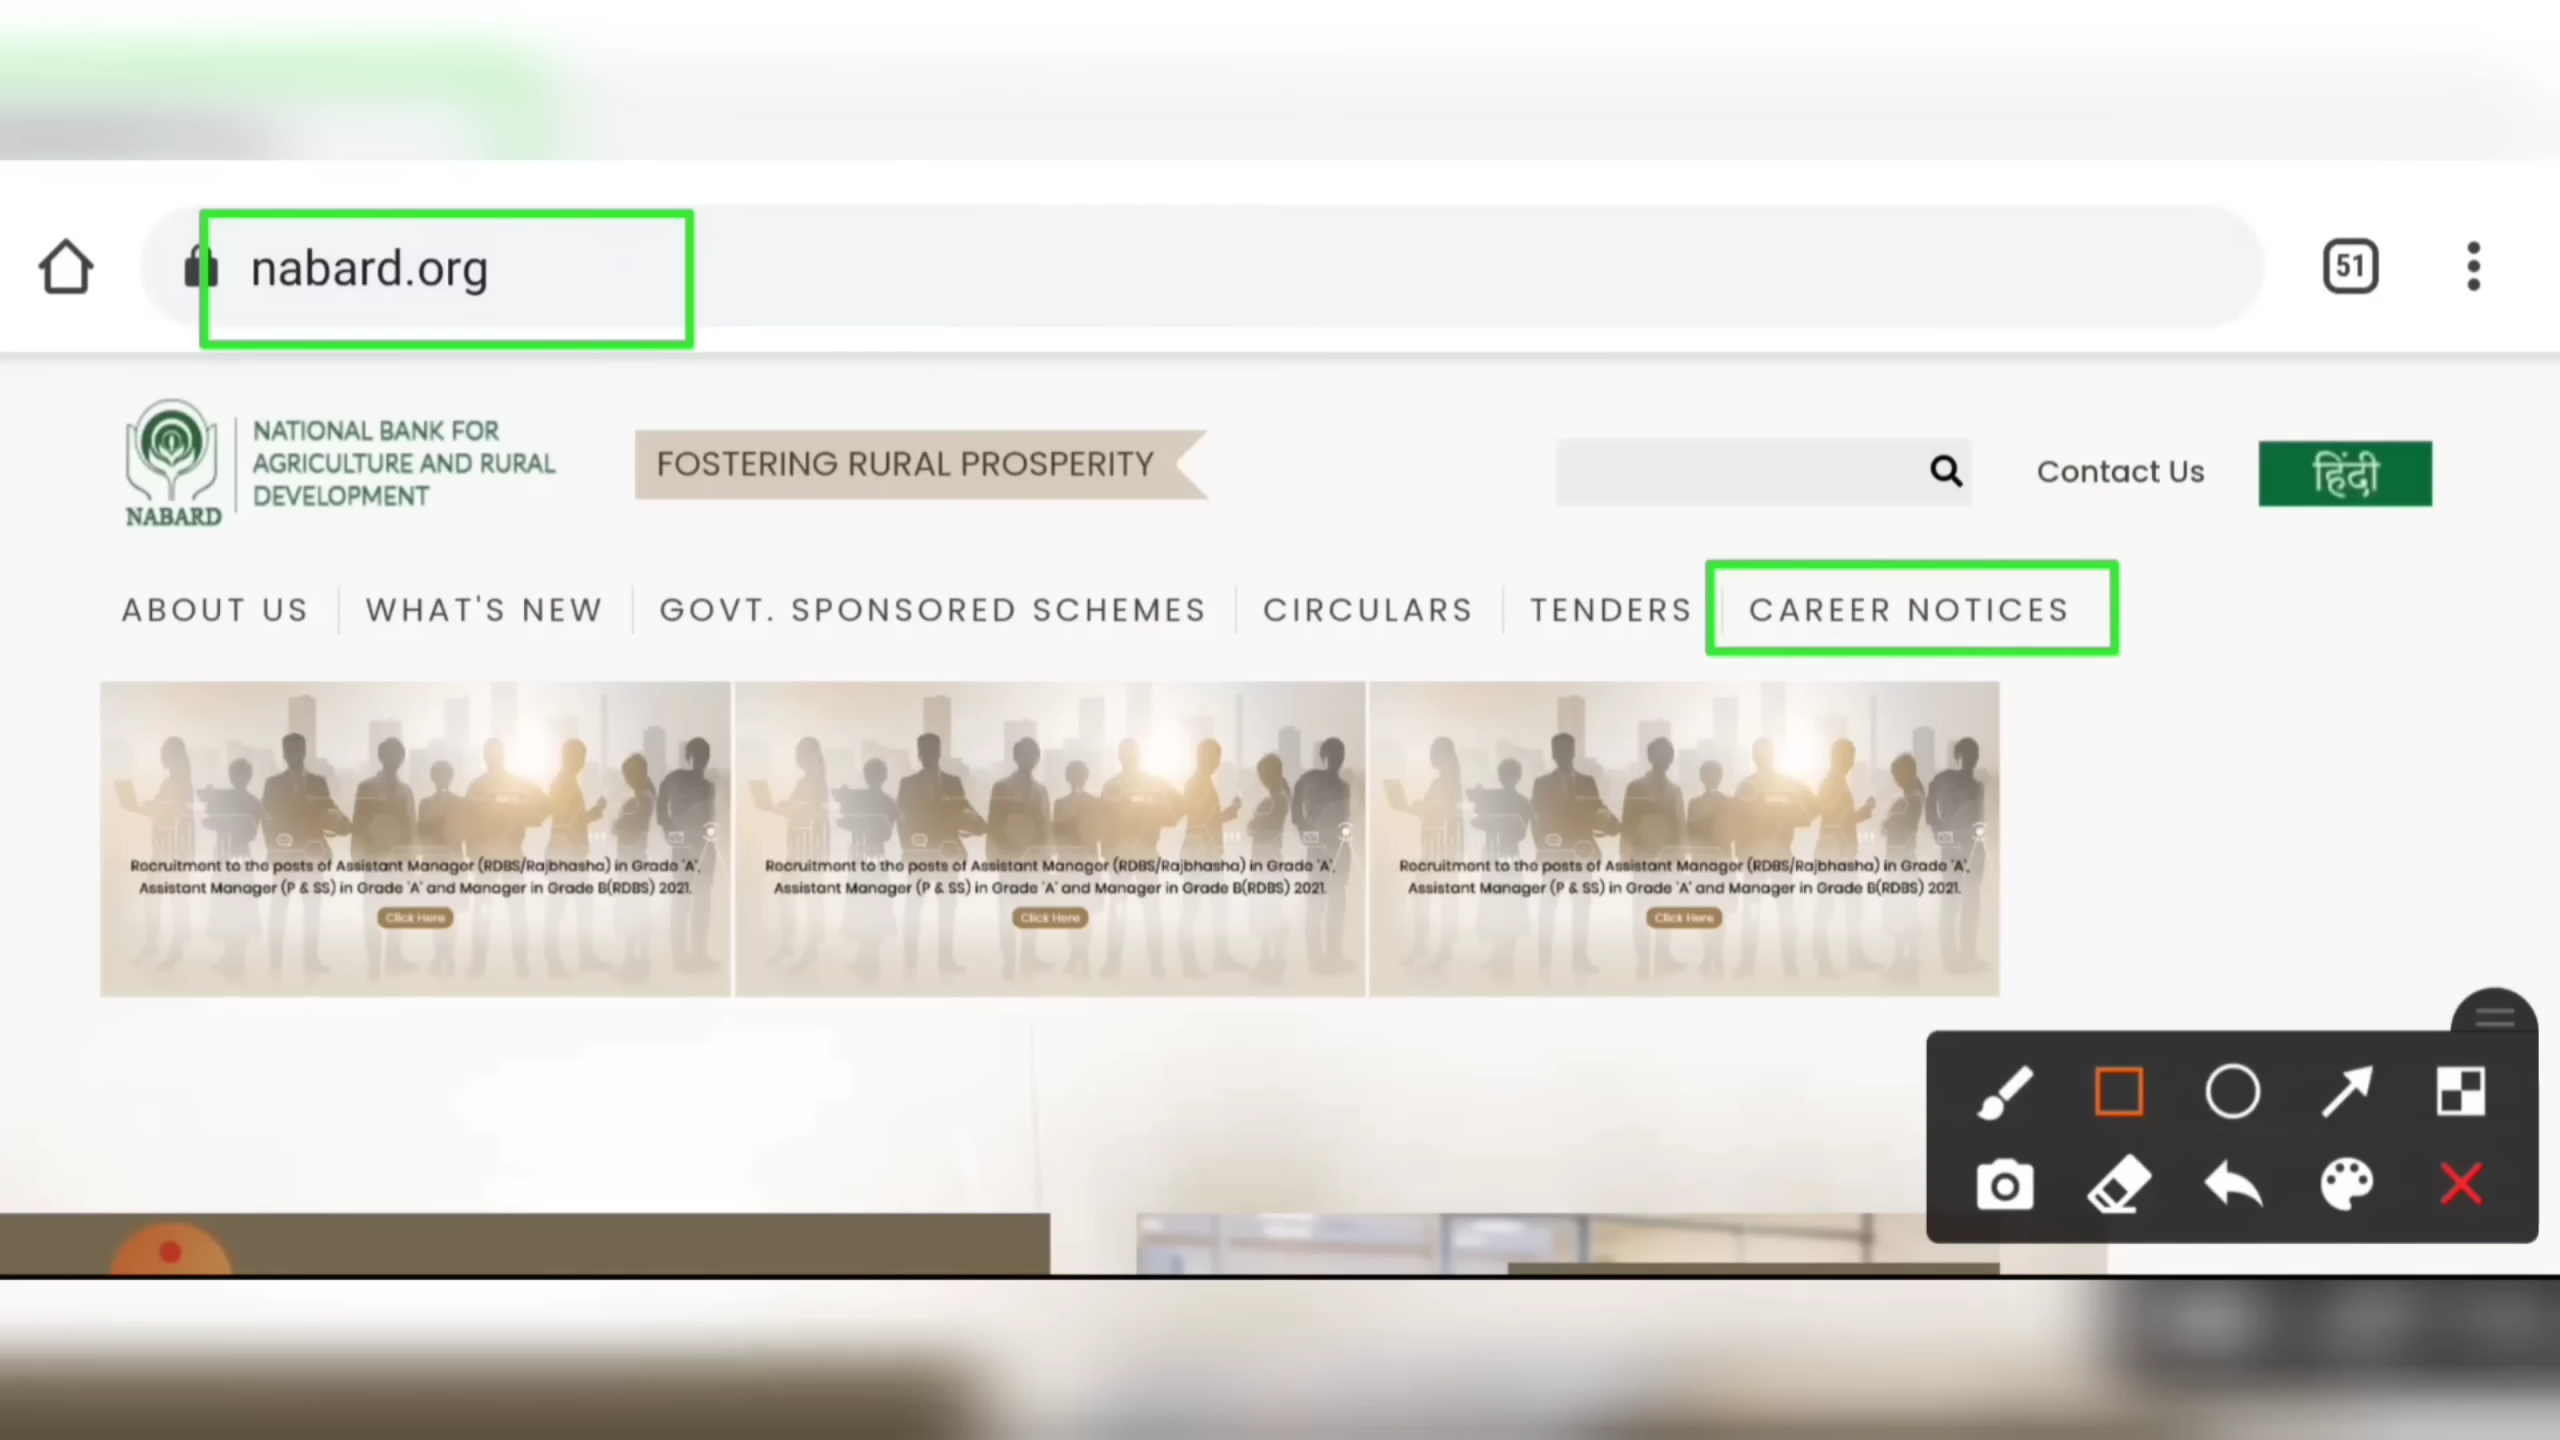 nabard.org
51
NATIONAL BANK FOR
AGRICULTURE AND RURAL
DEVELOPMENT
NABARD
FOSTERING RURAL PROSPERITY
Contact Us
हिंदी
ABOUT US
WHAT'S NEW
GOVT. SPONSORED SCHEMES
CIRCULARS
TENDERS
CAREER NOTICES
Recruitment to the posts of Assistant Manager (RDBS/Rajbhasha) in Grade 'A',
Assistant Manager (P & SS) in Grade 'A' and Manager in Grade B(RDBS) 2021.
Click Here
Recruitment to the posts of Assistant Manager (RDBS/Rajbhasha) in Grade 'A',
Assistant Manager (P & SS) in Grade 'A' and Manager in Grade B(RDBS) 2021.
Click Here
Recruitment to the posts of Assistant Manager (RDBS/Rajbhasha) in Grade 'A',
Assistant Manager (P & SS) in Grade 'A' and Manager in Grade B(RDBS) 2021.
Click Here